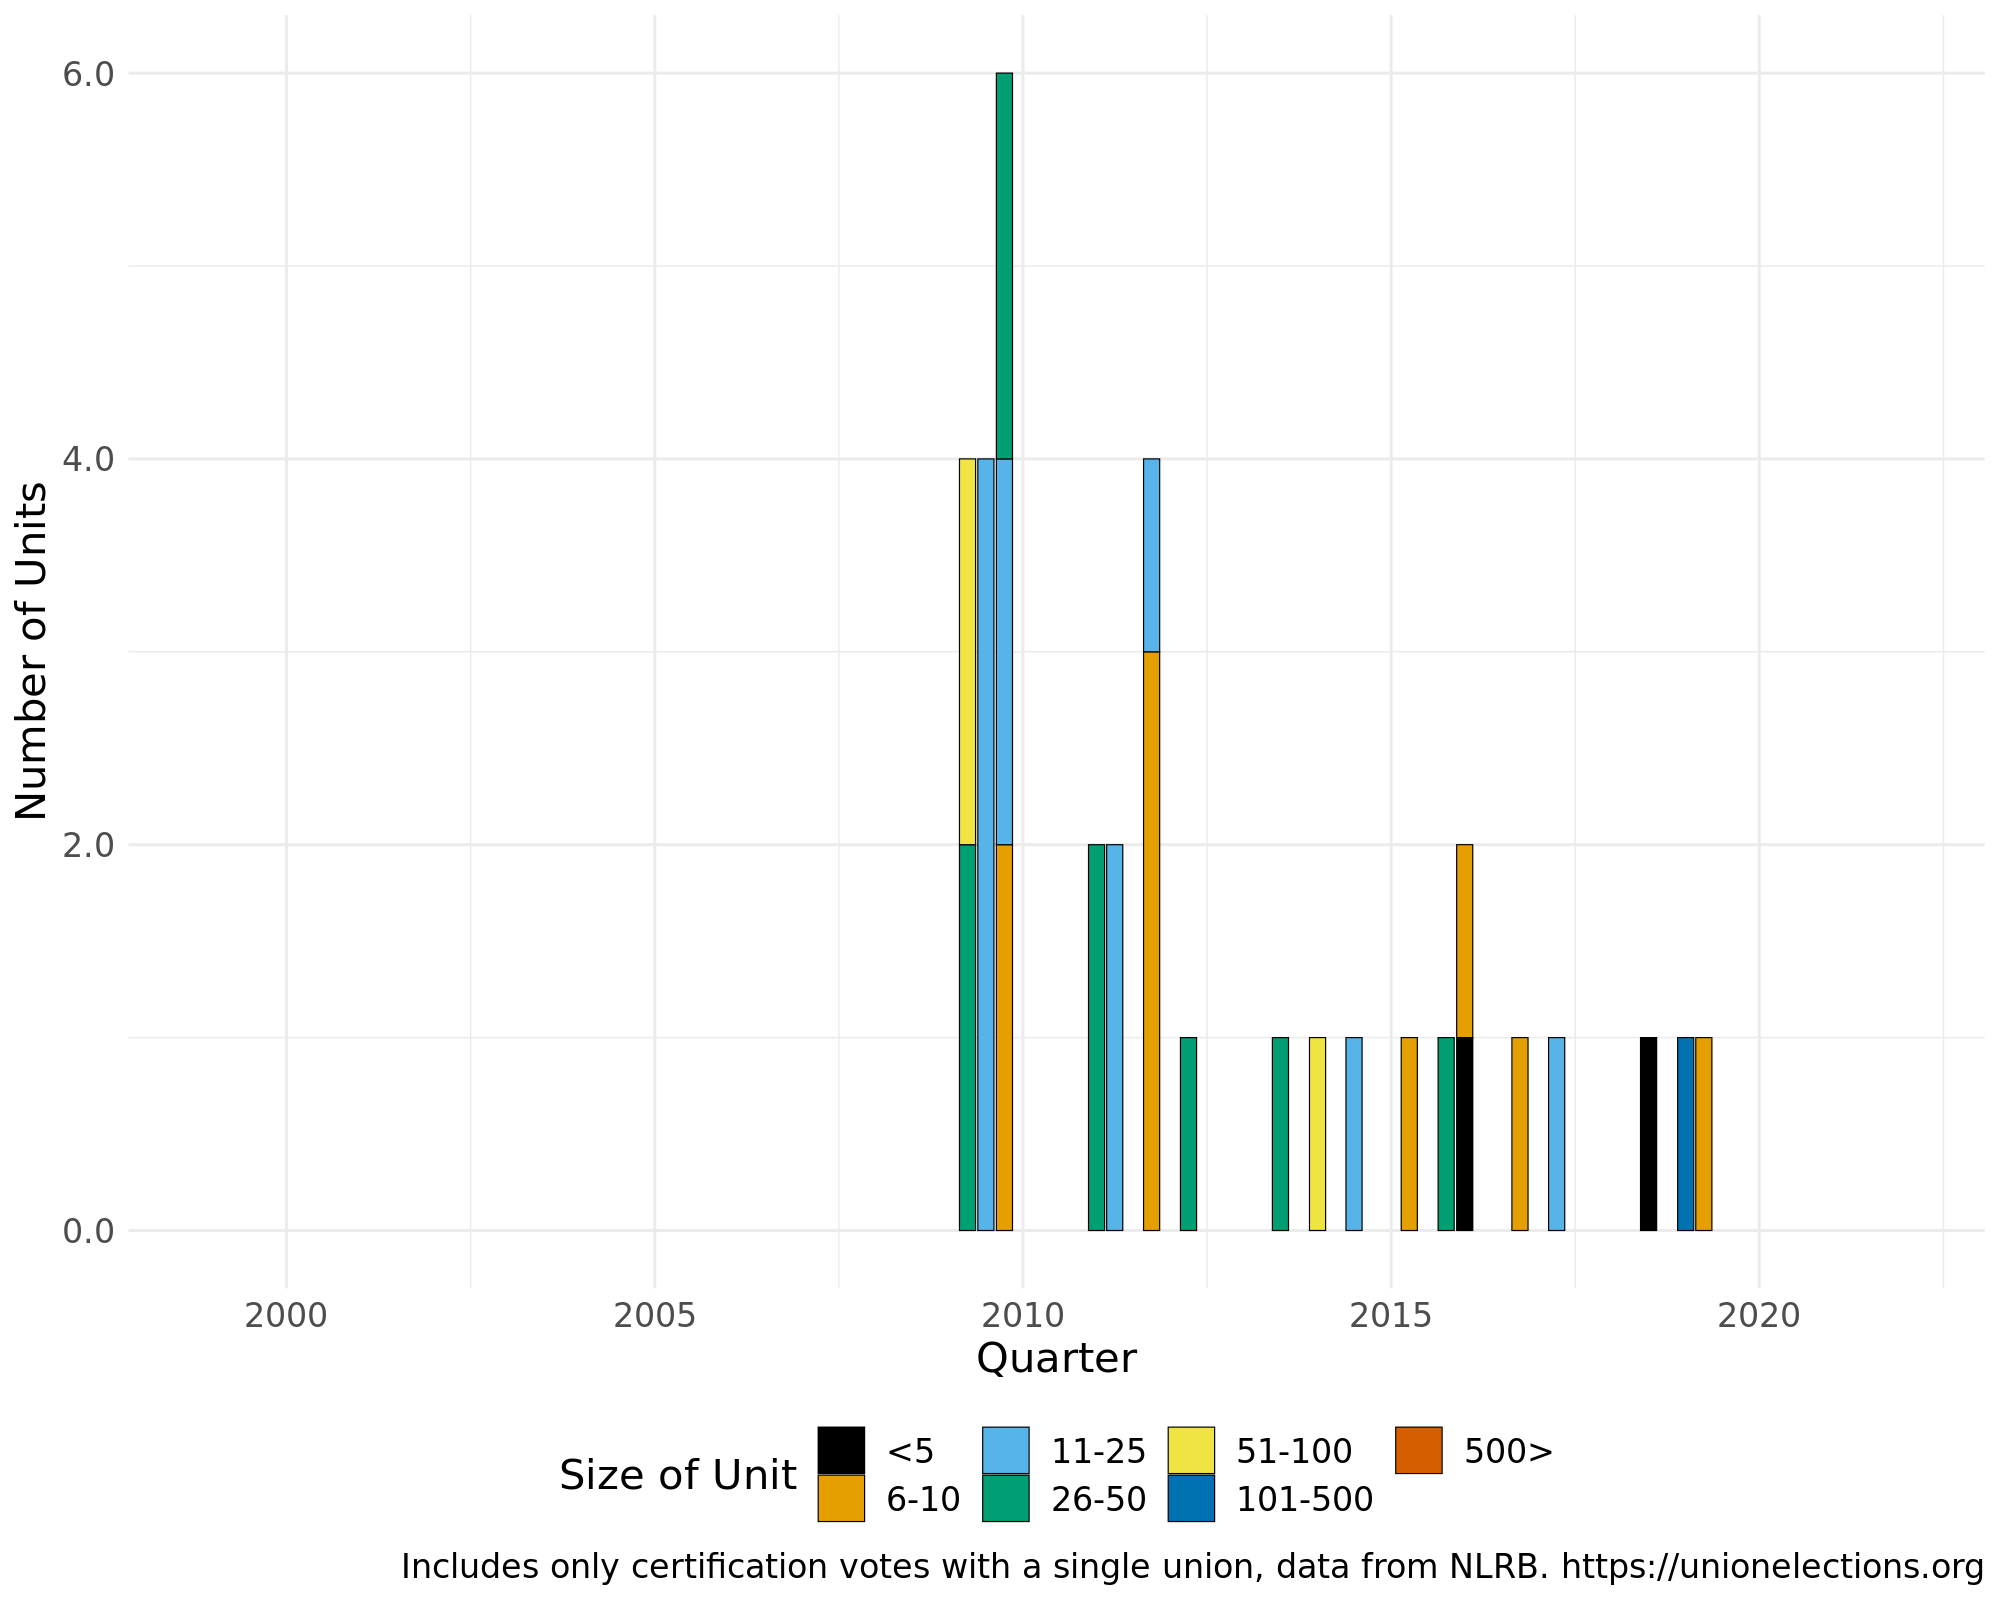 6.0
4.0
2.0
0.0
Number of Units
2000 2005 2010 2015 2020
Quarter
Size of Unit
<5 11-25 51-100 500>
6-10 26-50 101-500
Includes only certification votes with a single union, data from NLRB. https://unionelections.org